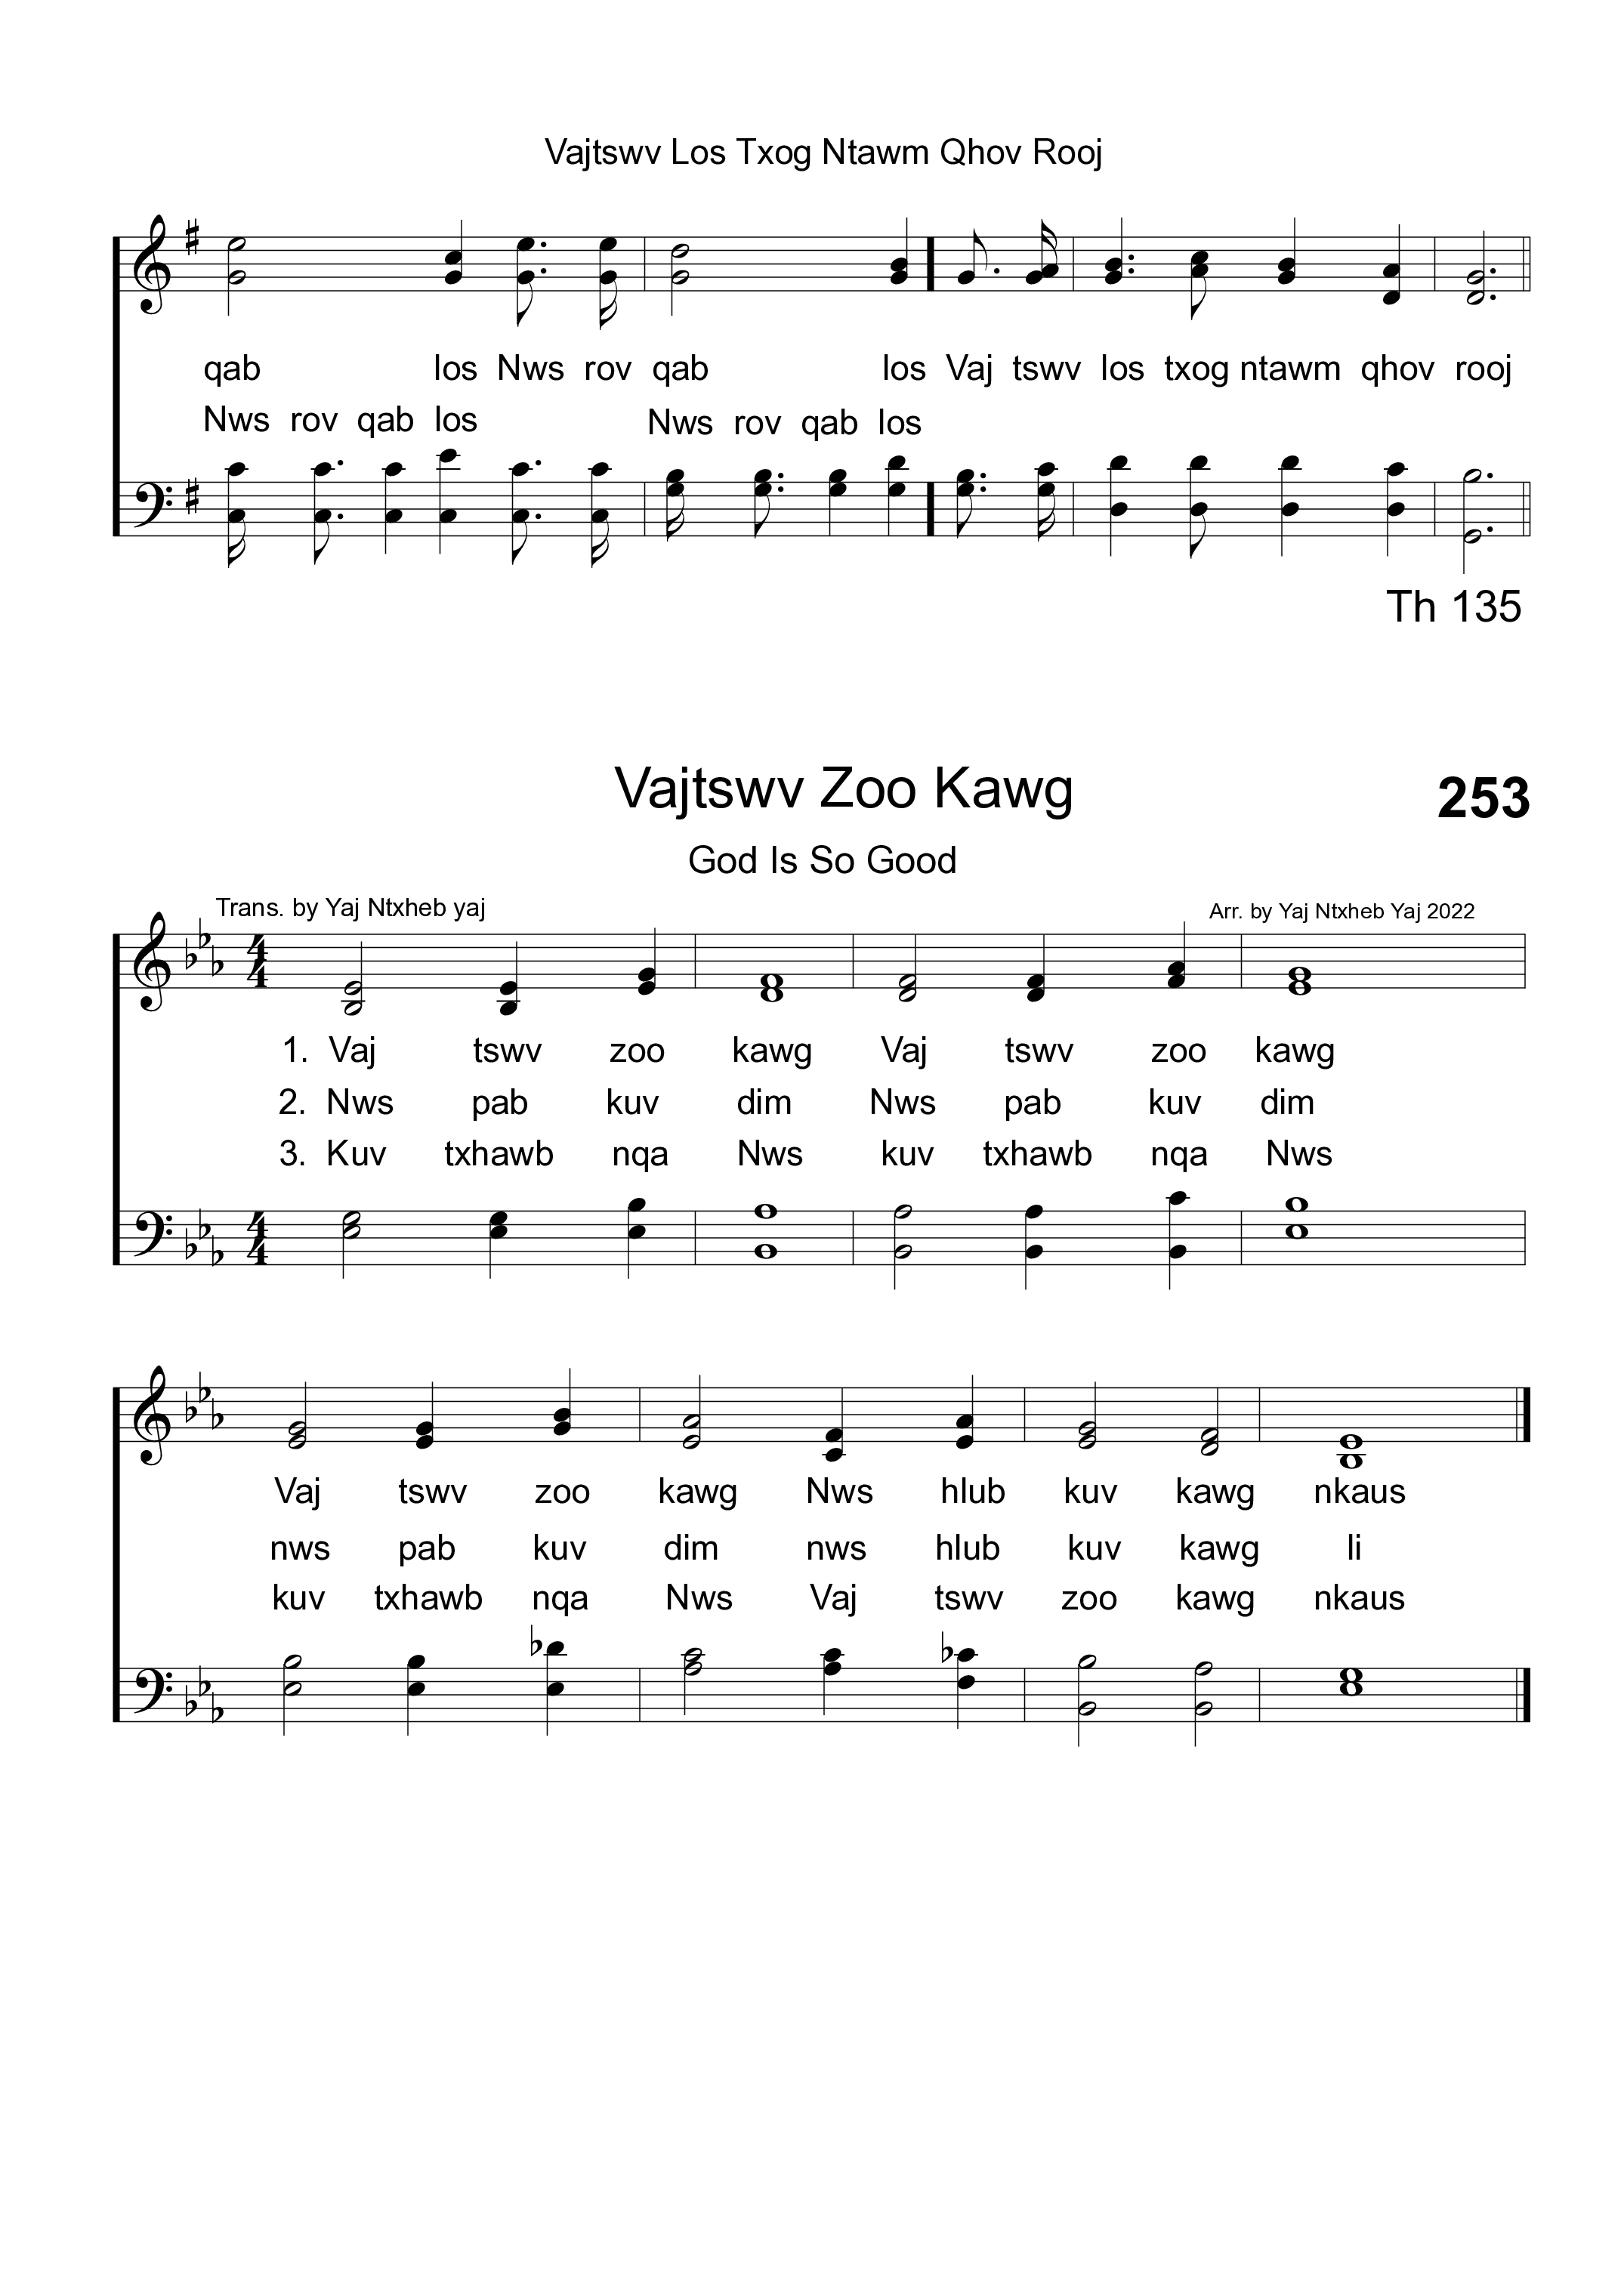 Vajtswv Los Txog Ntawm Qhov Rooj
qab los Nws rov qab los Vaj tswv los txog ntawm qhov rooj
Nws rov qab los Nws rov qab los
Th 135
Vajtswv Zoo Kawg
253
God Is So Good
Trans. by Yaj Ntxheb yaj
Arr. by Yaj Ntxheb Yaj 2022
4
4
1. Vaj tswv zoo kawg Vaj tswv zoo kawg
2. Nws pab kuv dim Nws pab kuv dim
3. Kuv txhawb nqa Nws kuv txhawb nqa Nws
4
4
Vaj tswv zoo kawg Nws hlub kuv kawg nkaus
nws pab kuv dim nws hlub kuv kawg li
kuv txhawb nqa Nws Vaj tswv zoo kawg nkaus